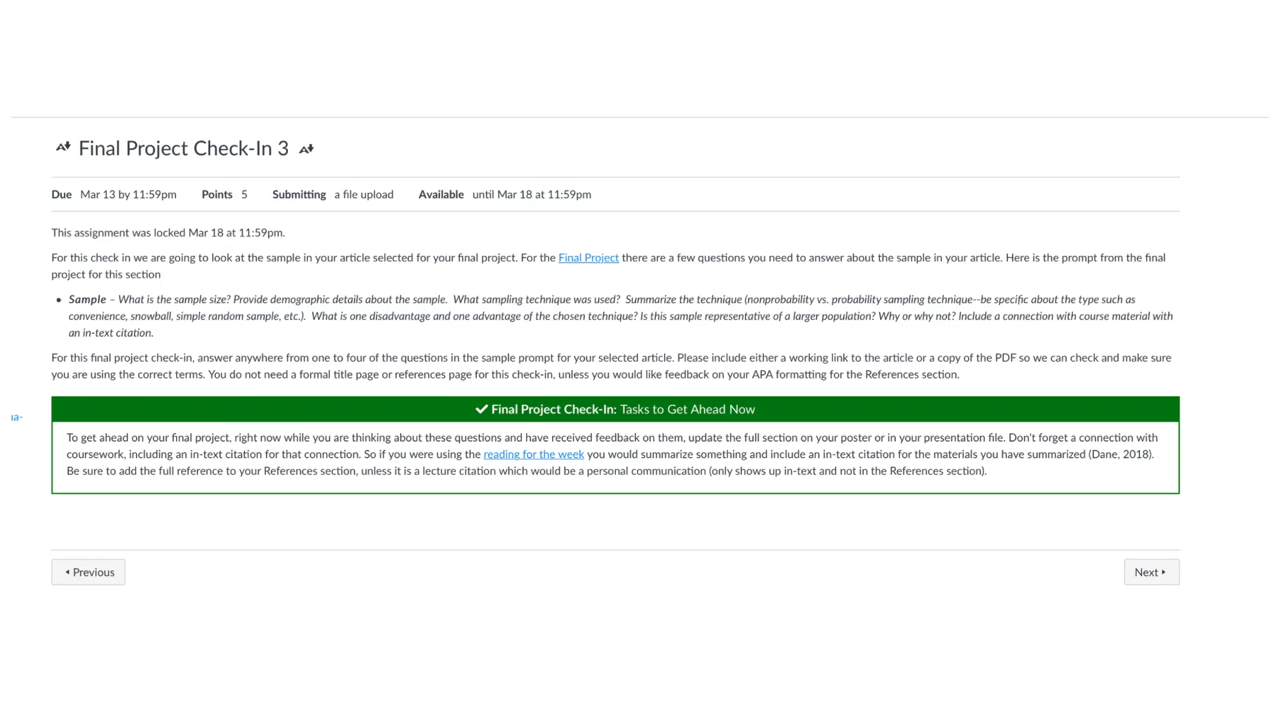 Final Project Check-In 3
Due Mar 13 by 11:59pm Points 5 Submitting a file upload Available until Mar 18 at 11:59pm
This assignment was locked Mar 18 at 11:59pm.
For this check in we are going to look at the sample in your article selected for your final project. For the Final Project there are a few questions you need to answer about the sample in your article. Here is the prompt from the final
project for this section
• Sample – What is the sample size? Provide demographic details about the sample. What sampling technique was used? Summarize the technique (nonprobability vs. probability sampling technique--be specific about the type such as
convenience, snowball, simple random sample, etc.). What is one disadvantage and one advantage of the chosen technique? Is this sample representative of a larger population? Why or why not? Include a connection with course material with
an in-text citation.
For this final project check-in, answer anywhere from one to four of the questions in the sample prompt for your selected article. Please include either a working link to the article or a copy of the PDF so we can check and make sure
you are using the correct terms. You do not need a formal title page or references page for this check-in, unless you would like feedback on your APA formatting for the References section.
Final Project Check-In: Tasks to Get Ahead Now
To get ahead on your final project, right now while you are thinking about these questions and have received feedback on them, update the full section on your poster or in your presentation file. Don't forget a connection with
coursework, including an in-text citation for that connection. So if you were using the reading for the week you would summarize something and include an in-text citation for the materials you have summarized (Dane, 2018).
Be sure to add the full reference to your References section, unless it is a lecture citation which would be a personal communication (only shows up in-text and not in the References section).
Previous
Next